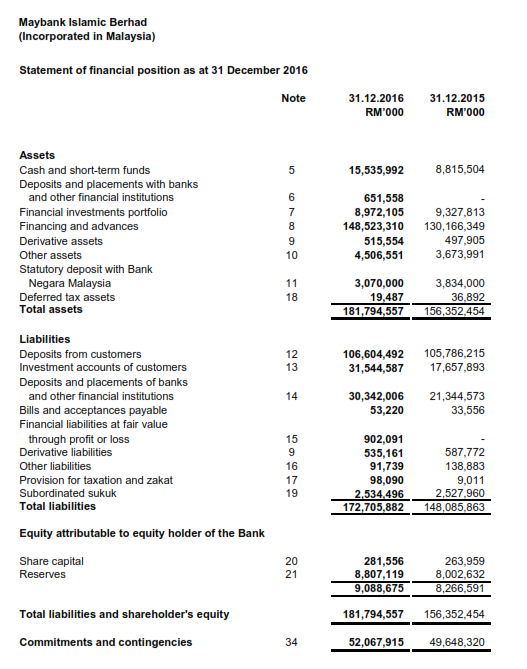 Maybank Islamic Berhad
(Incorporated in Malaysia)
Statement of financial position as at 31 December 2016
Note 31.12.2016 31.12.2015
RM'000 RM'000
Assets
Cash and short-term funds 5 15,535,992 8,815,504
Deposits and placements with banks
and other financial institutions 6 651,558 -
Financial investments portfolio 7 8,972,105 9,327,813
Financing and advances 8 148,523,310 130,166,349
Derivative assets 9 515,554 497,905
Other assets 10 4,506,551 3,673,991
Statutory deposit with Bank
Negara Malaysia 11 3,070,000 3,834,000
Deferred tax assets 18 19,487 36,892
Total assets 181,794,557 156,352,454
Liabilities
Deposits from customers 12 106,604,492 105,786,215
Investment accounts of customers 13 31,544,587 17,657,893
Deposits and placements of banks
and other financial institutions 14 30,342,006 21,344,573
Bills and acceptances payable 53,220 33,556
Financial liabilities at fair value
through profit or loss 15 902,091 -
Derivative liabilities 9 535,161 587,772
Other liabilities 16 91,739 138,883
Provision for taxation and zakat 17 98,090 9,011
Subordinated sukuk 19 2,534,496 2,527,960
Total liabilities 172,705,882 148,085,863
Equity attributable to equity holder of the Bank
Share capital 20 281,556 263,959
Reserves 21 8,807,119 8,002,632
9,088,675 8,266,591
Total liabilities and shareholder's equity 181,794,557 156,352,454
Commitments and contingencies 34 52,067,915 49,648,320